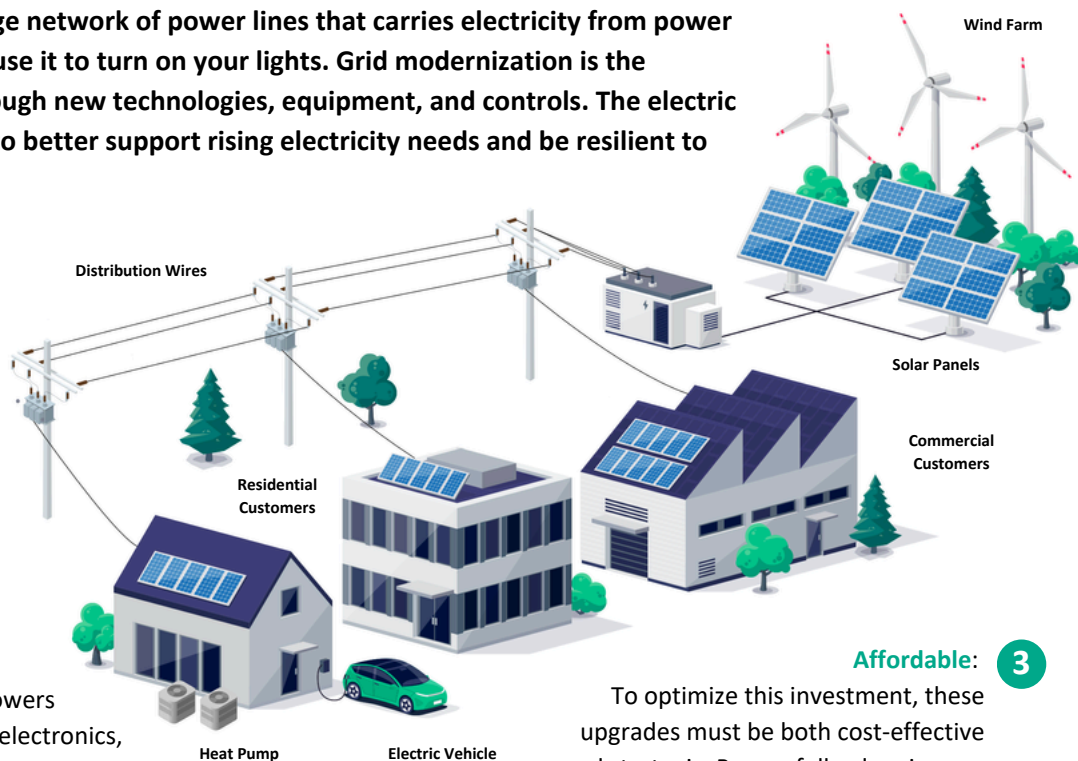 ge network of power lines that carries electricity from power
use it to turn on your lights. Grid modernization is the
ough new technologies, equipment, and controls. The electric
o better support rising electricity needs and be resilient to
Wind Farm
Distribution Wires
Solar Panels
Commercial
Customers
Residential
Customers
Affordable:
3
To optimize this investment, these
upgrades must be both cost-effective
owers
electronics,
Heat Pump
Electric Vehicle